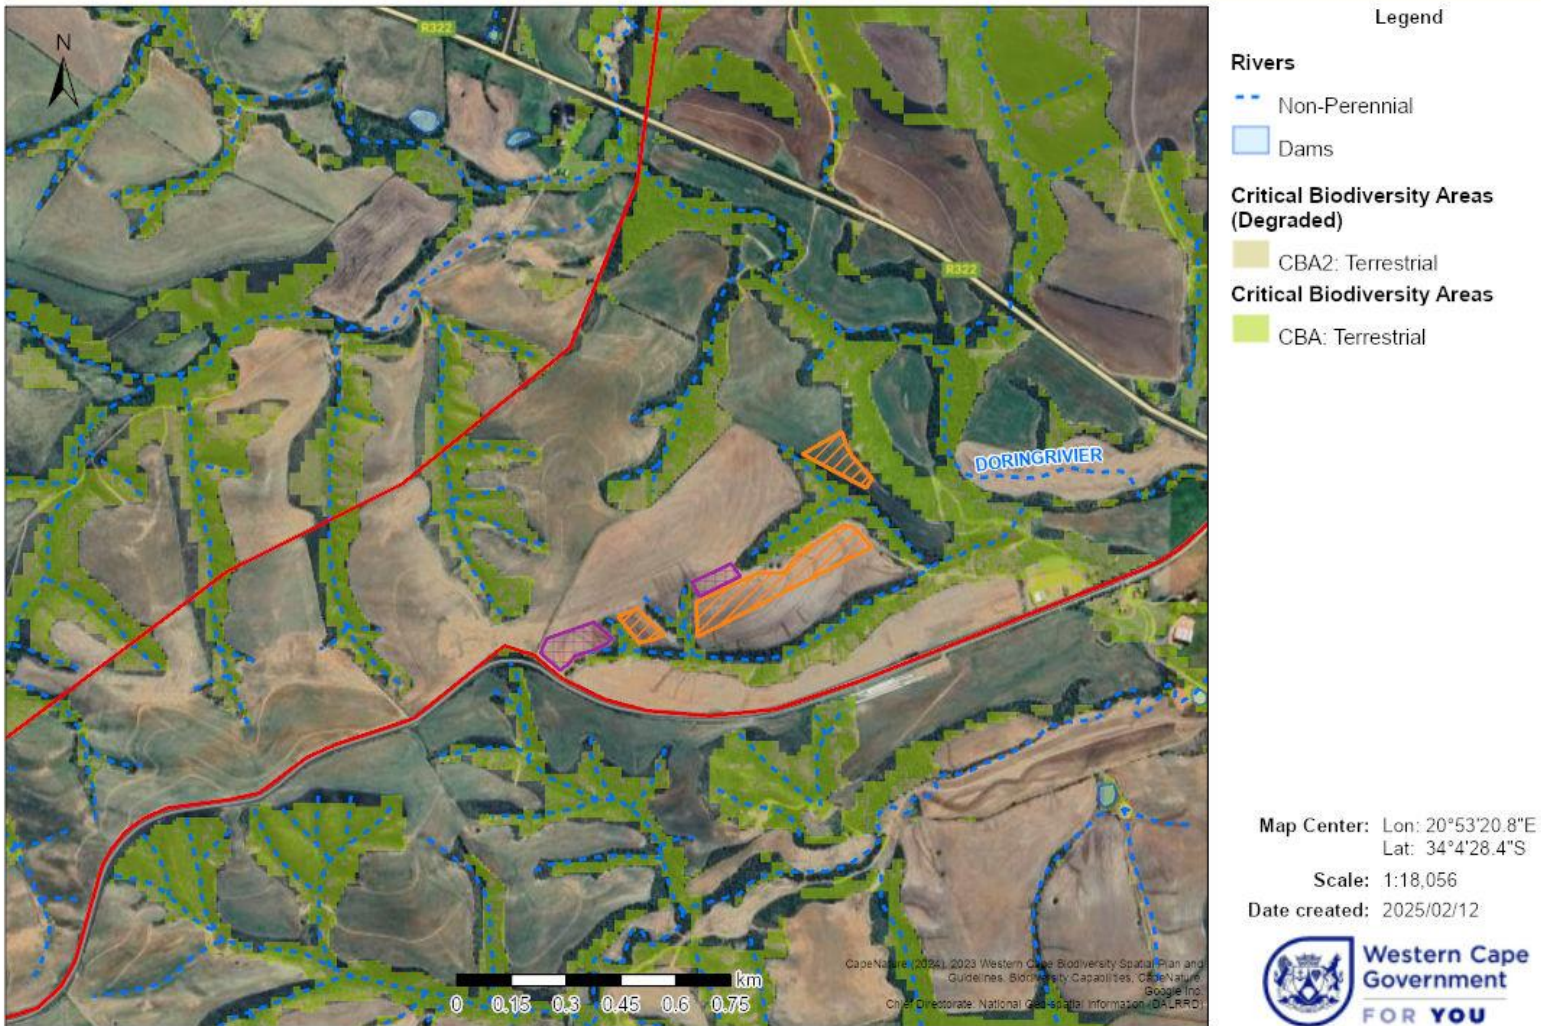 N
R322
R322
DORINGRIVIER
km
0 0.15 0.3 0.45 0.6 0.75
CapeNature (2024), 2023 Western Cape Biodiversity Spatial Plan and
Guidelines, Biodiversity Capabilities, CapeNature.
Google Inc.
Chief Directorate: National Geo-spatial Information (DALRRD)
Legend
Rivers
Non-Perennial
Dams
Critical Biodiversity Areas
(Degraded)
CBA2: Terrestrial
Critical Biodiversity Areas
CBA: Terrestrial
Map Center: Lon: 20°53'20.8"E
Lat: 34°4'28.4"S
Scale: 1:18,056
Date created: 2025/02/12
Western Cape
Government
FOR YOU